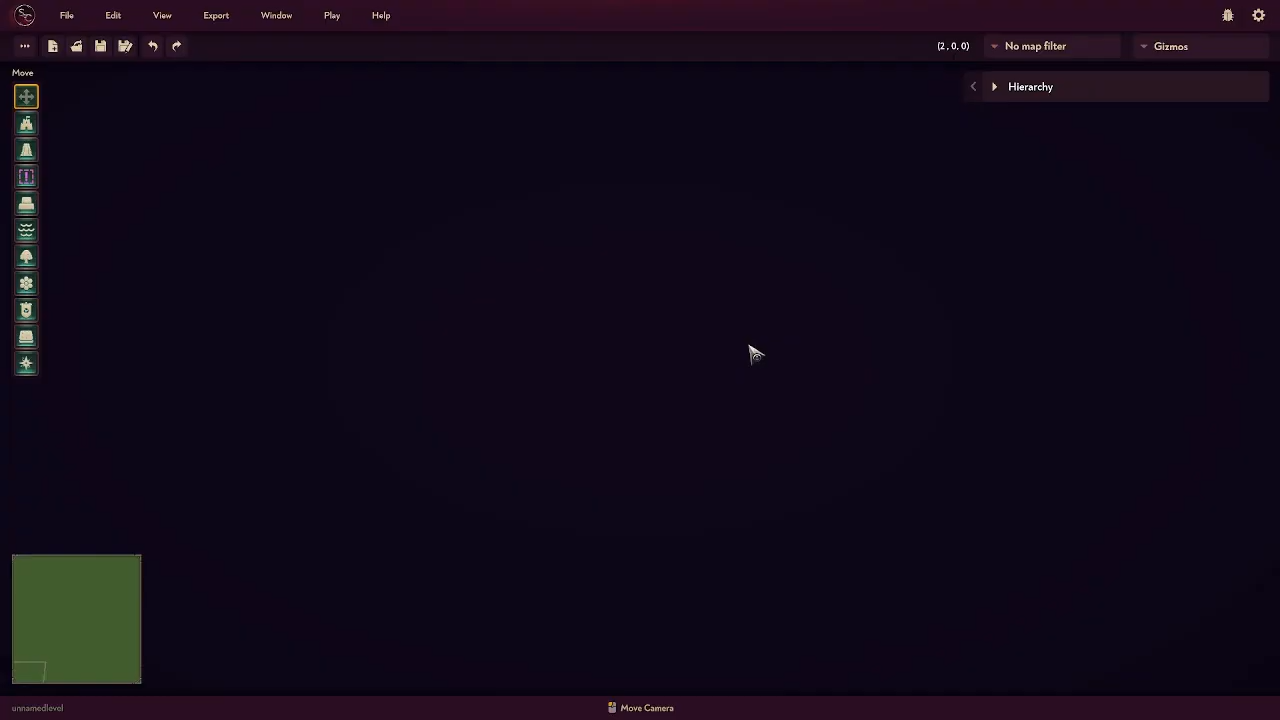 SC
File Edit View Export Window Play Help
(2, 0, 0) No map filter Gizmos
Move
Hierarchy
unnamedlevel
Move Camera